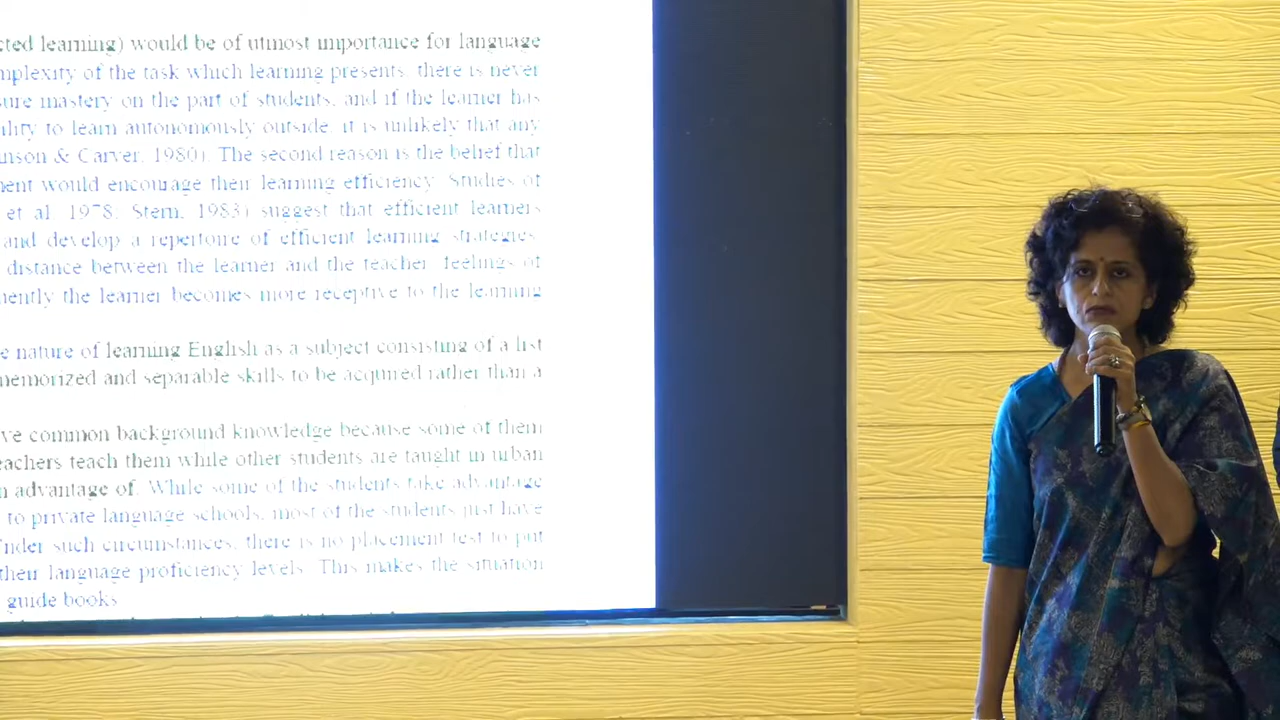 cted learning) would be of utmost importance for language
mplexity of the task which learning presents, there is never
ure mastery on the part of students, and if the learner has
ility to learn autonomously outside, it is unlikely that any
nson & Carver, 1980). The second reason is the belief that
ent would encourage their learning efficiency. Studies of
et al, 1978; Stern, 1983) suggest that efficient learners
and develop a repertoire of efficient learning strategies.
distance between the learner and the teacher, feelings of
ently the learner becomes more receptive to the learning
e nature of learning English as a subject consisting of a list
memorized and separable skills to be acquired rather than a
ve common background knowledge because some of them
eachers teach them while other students are taught in urban
n advantage of. While some of the students take advantage
to private language schools, most of the students just have
nder such circumstances, there is no placement test to put
their language proficiency levels. This makes the situation
guide books